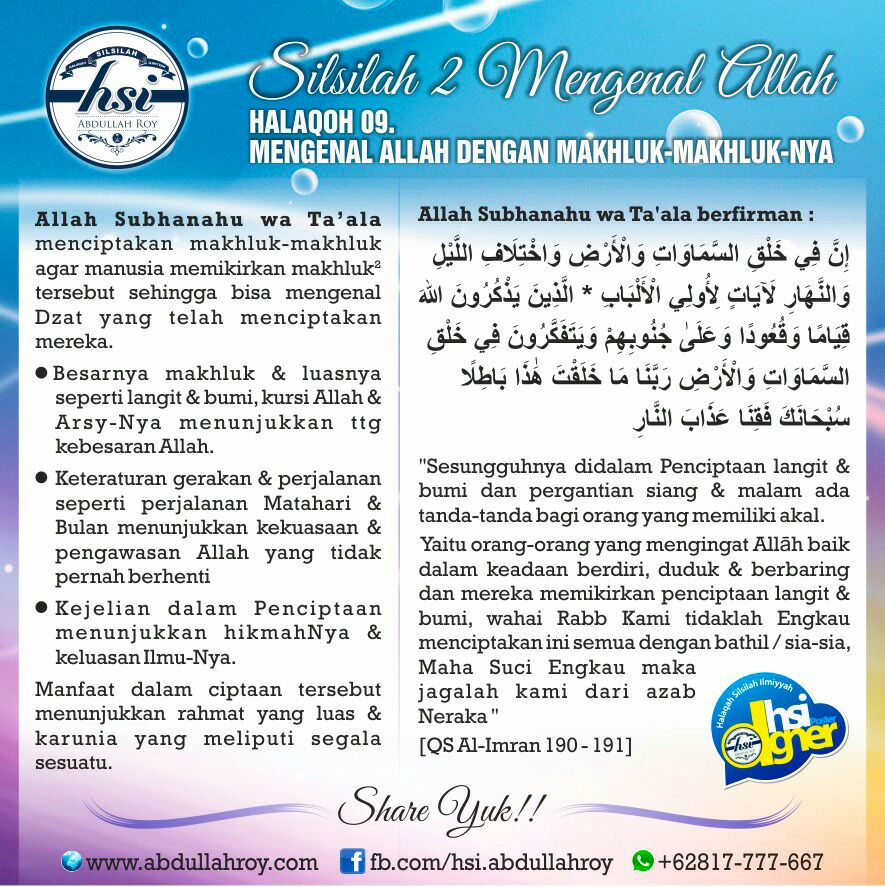 SILSILAH
HALAQAH ILMIYYAH
hsi
ABDULLAH ROY
Silsilah 2 Mengenal Allah
HALAQOH 09.
MENGENAL ALLAH DENGAN MAKHLUK-MAKHLUK-NYA
Allah Subhanahu wa Ta’ala
menciptakan makhluk-makhluk
agar manusia memikirkan makhluk²
tersebut sehingga bisa mengenal
Dzat yang telah menciptakan
mereka.
● Besarnya makhluk & luasnya
seperti langit & bumi, kursi Allah &
Arsy-Nya menunjukkan ttg
kebesaran Allah.
● Keteraturan gerakan & perjalanan
seperti perjalanan Matahari &
Bulan menunjukkan kekuasaan &
pengawasan Allah yang tidak
pernah berhenti
● Kejelian dalam Penciptaan
menunjukkan hikmahNya &
keluasan Ilmu-Nya.
Manfaat dalam ciptaan tersebut
menunjukkan rahmat yang luas &
karunia yang meliputi segala
sesuatu.
Allah Subhanahu wa Ta'ala berfirman :
إِنَّ فِي خَلْقِ السَّمَاوَاتِ وَالْأَرْضِ وَاخْتِلَافِ اللَّيْلِ
وَالنَّهَارِ لَآيَاتٍ لِأُولِي الْأَلْبَابِ * الَّذِينَ يَذْكُرُونَ اللهَ
قِيَامًا وَقُعُودًا وَعَلَىٰ جُنُوبِهِمْ وَيَتَفَكَّرُونَ فِي خَلْقِ
السَّمَاوَاتِ وَالْأَرْضِ رَبَّنَا مَا خَلَقْتَ هَٰذَا بَاطِلًا
سُبْحَانَكَ فَقِنَا عَذَابَ النَّارِ
"Sesungguhnya didalam Penciptaan langit &
bumi dan pergantian siang & malam ada
tanda-tanda bagi orang yang memiliki akal.
Yaitu orang-orang yang mengingat Allāh baik
dalam keadaan berdiri, duduk & berbaring
dan mereka memikirkan penciptaan langit &
bumi, wahai Rabb Kami tidaklah Engkau
menciptakan ini semua dengan bathil / sia-sia,
Maha Suci Engkau maka
jagalah kami dari azab
Neraka "
[QS Al-Imran 190 - 191]
Halaqah Silsilah Ilmiyyah
hsi
Poster
dsigner
hsi
Share Yuk!!
www.abdullahroy.com
fb.com/hsi.abdullahroy
+62817-777-667